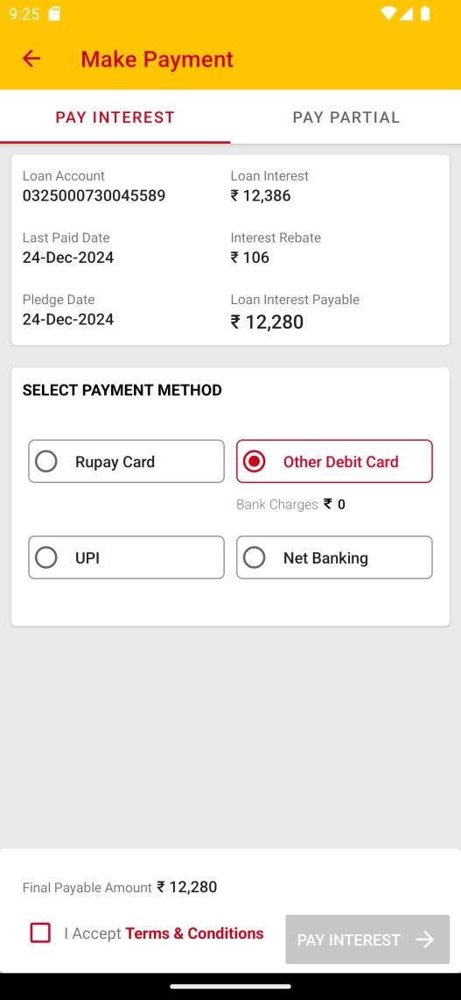 9:25
Make Payment
PAY INTEREST
PAY PARTIAL
Loan Account
0325000730045589
Loan Interest
₹ 12,386
Last Paid Date
24-Dec-2024
Interest Rebate
₹ 106
Pledge Date
24-Dec-2024
Loan Interest Payable
₹ 12,280
SELECT PAYMENT METHOD
Rupay Card
Other Debit Card
Bank Charges ₹ 0
UPI
Net Banking
Final Payable Amount ₹ 12,280
I Accept Terms & Conditions
PAY INTEREST